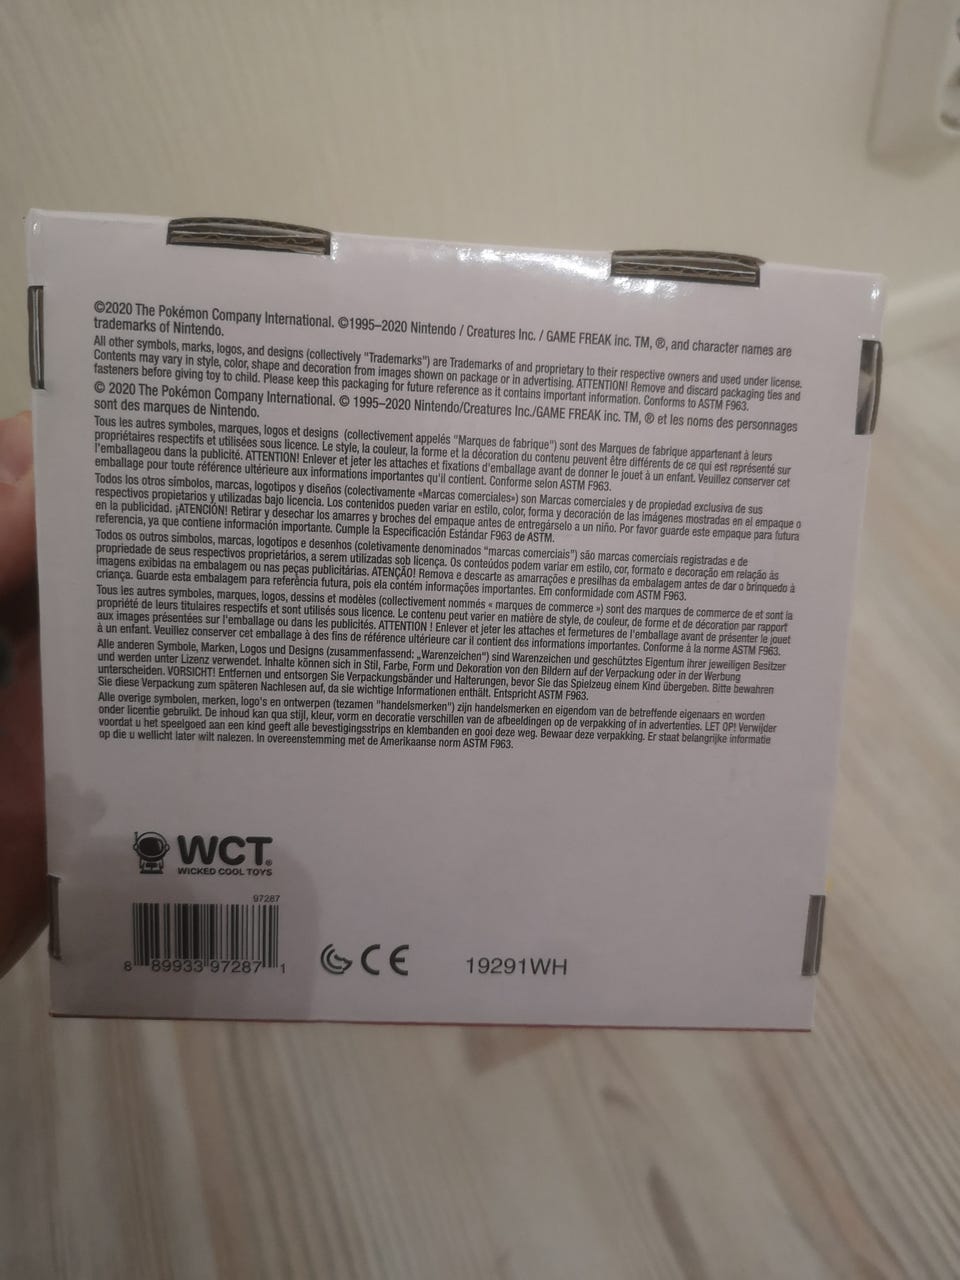 ©2020 The Pokémon Company International. ©1995–2020 Nintendo / Creatures Inc. / GAME FREAK inc. TM, ®, and character names are
trademarks of Nintendo.
All other symbols, marks, logos, and designs (collectively "Trademarks") are Trademarks of and proprietary to their respective owners and used under license.
Contents may vary in style, color, shape and decoration from images shown on package or in advertising. ATTENTION! Remove and discard packaging ties and
fasteners before giving toy to child. Please keep this packaging for future reference as it contains important information. Conforms to ASTM F963.
© 2020 The Pokémon Company International. © 1995–2020 Nintendo/Creatures Inc./GAME FREAK inc. TM, ® et les noms des personnages
sont des marques de Nintendo.
Tous les autres symboles, marques, logos et designs (collectivement appelés "Marques de fabrique") sont des Marques de fabrique appartenant à leurs
propriétaires respectifs et utilisées sous licence. Le style, la couleur, la forme et la décoration du contenu peuvent être différents de ce qui est représenté sur
l'emballageou dans la publicité. ATTENTION! Enlever et jeter les attaches et fixations d'emballage avant de donner le jouet à un enfant. Veuillez conserver cet
emballage pour toute référence ultérieure aux informations importantes qu'il contient. Conforme selon ASTM F963.
Todos los otros símbolos, marcas, logotipos y diseños (colectivamente «Marcas comerciales») son Marcas comerciales y de propiedad exclusiva de sus
respectivos propietarios y utilizadas bajo licencia. Los contenidos pueden variar en estilo, color, forma y decoración de las imágenes mostradas en el empaque o
en la publicidad. ¡ATENCIÓN! Retirar y desechar los amarres y broches del empaque antes de entregárselo a un niño. Por favor guarde este empaque para futura
referencia, ya que contiene información importante. Cumple la Especificación Estándar F963 de ASTM.
Todos os outros símbolos, marcas, logotipos e desenhos (coletivamente denominados "marcas comerciais") são marcas comerciais registradas e de
propriedade de seus respectivos proprietários, a serem utilizadas sob licença. Os conteúdos podem variar em estilo, cor, formato e decoração em relação às
imagens exibidas na embalagem ou nas peças publicitárias. ATENÇÃO! Remova e descarte as amarrações e presilhas da embalagem antes de dar o brinquedo à
criança. Guarde esta embalagem para referência futura, pois ela contém informações importantes. Em conformidade com ASTM F963.
Tous les autres symboles, marques, logos, dessins et modèles (collectivement nommés « marques de commerce ») sont des marques de commerce de et sont la
propriété de leurs titulaires respectifs et sont utilisés sous licence. Le contenu peut varier en matière de style, de couleur, de forme et de décoration par rapport
aux images présentées sur l'emballage ou dans les publicités. ATTENTION ! Enlever et jeter les attaches et fermetures de l'emballage avant de présenter le jouet
à un enfant. Veuillez conserver cet emballage à des fins de référence ultérieure car il contient des informations importantes. Conforme à la norme ASTM F963.
Alle anderen Symbole, Marken, Logos und Designs (zusammenfassend: „Warenzeichen“) sind Warenzeichen und geschütztes Eigentum ihrer jeweiligen Besitzer
und werden unter Lizenz verwendet. Inhalte können sich in Stil, Farbe, Form und Dekoration von den Bildern auf der Verpackung oder in der Werbung
unterscheiden. VORSICHT! Entfernen und entsorgen Sie Verpackungsbänder und Halterungen, bevor Sie das Spielzeug einem Kind übergeben. Bitte bewahren
Sie diese Verpackung zum späteren Nachlesen auf, da sie wichtige Informationen enthält. Entspricht ASTM F963.
Alle overige symbolen, merken, logo's en ontwerpen (tezamen "handelsmerken") zijn handelsmerken en eigendom van de betreffende eigenaars en worden
onder licentie gebruikt. De inhoud kan qua stijl, kleur, vorm en decoratie verschillen van de afbeeldingen op de verpakking of in advertenties. LET OP! Verwijder
voordat u het speelgoed aan een kind geeft alle bevestigingsstrips en klembanden en gooi deze weg. Bewaar deze verpakking. Er staat belangrijke informatie
op die u wellicht later wilt nalezen. In overeenstemming met de Amerikaanse norm ASTM F963.
WCT®
WICKED COOL TOYS
97287
8 89933 97287 1
CE
19291WH